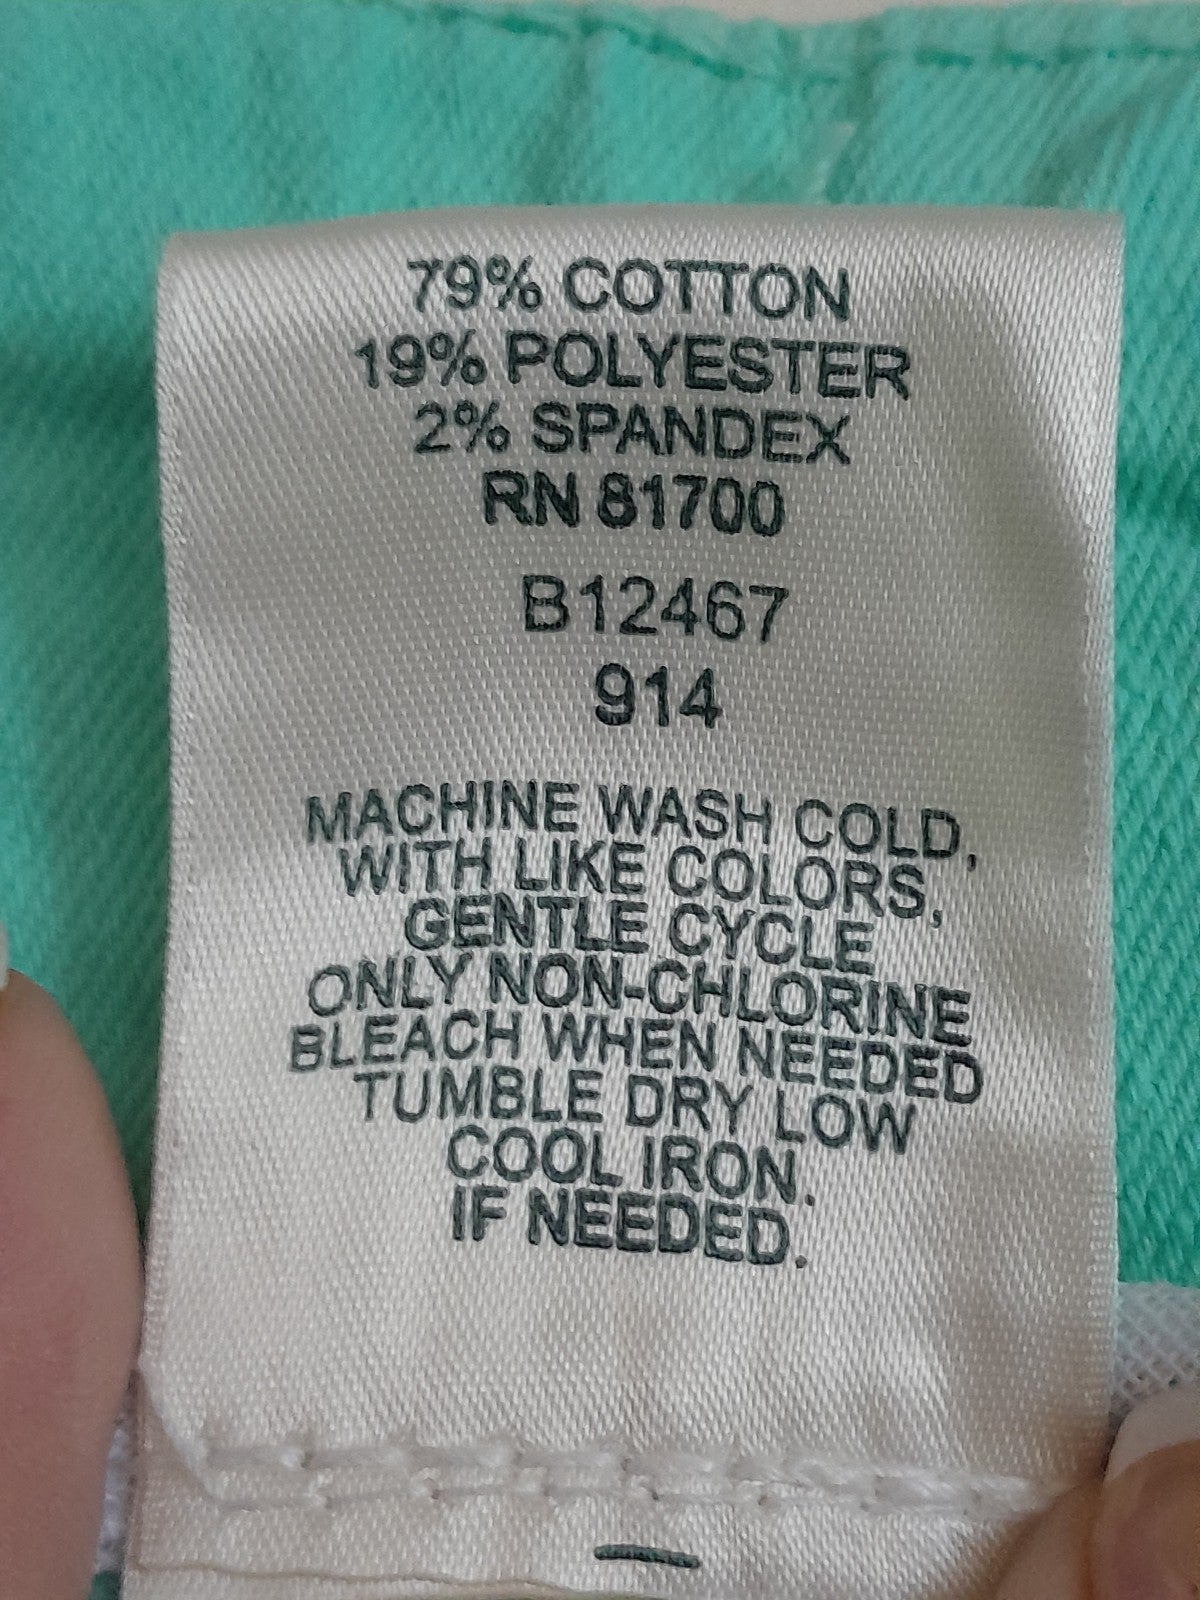 79% COTTON
19% POLYESTER
2% SPANDEX
RN 81700
B12467
914
MACHINE WASH COLD,
WITH LIKE COLORS,
GENTLE CYCLE
ONLY NON-CHLORINE
BLEACH WHEN NEEDED
TUMBLE DRY LOW
COOL IRON.
IF NEEDED.